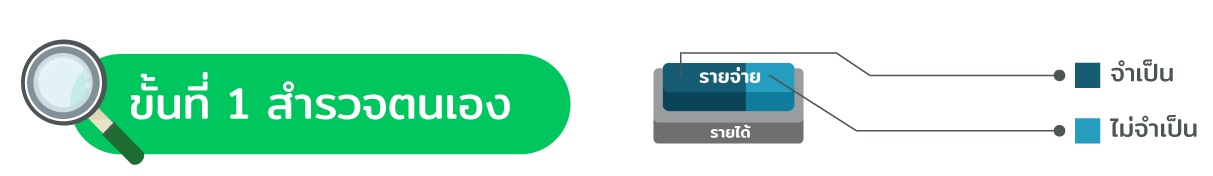 ขั้นที่ 1 สำรวจตนเอง
รายจ่าย
รายได้
จำเป็น
ไม่จำเป็น